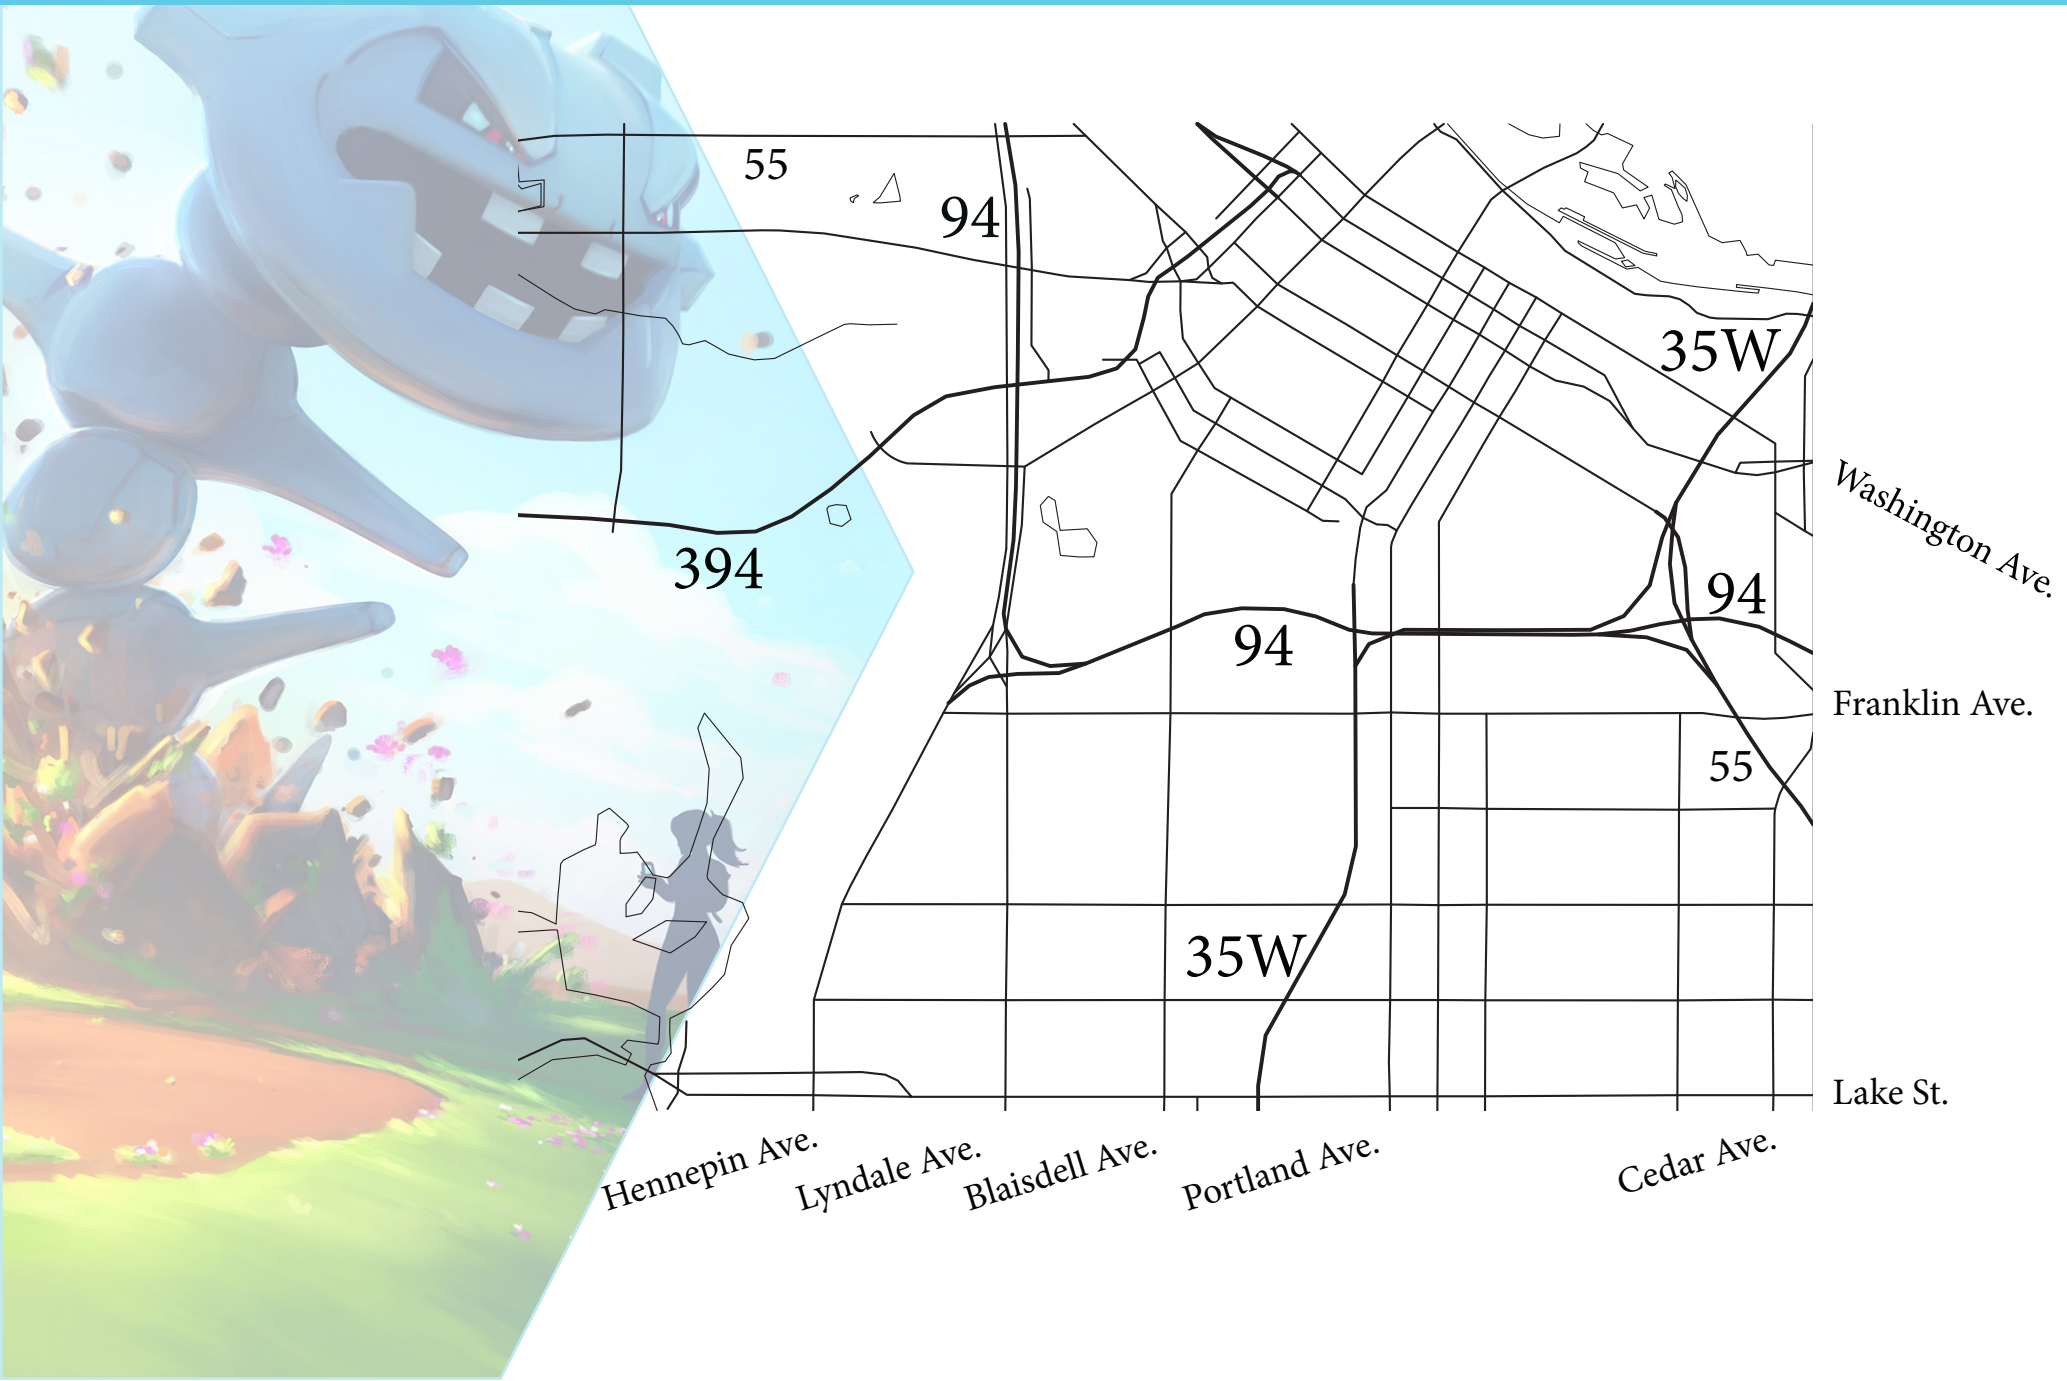 55
94
35W
Washington Ave.
394
94
94
Franklin Ave.
55
35W
Lake St.
Hennepin Ave.
Lyndale Ave.
Blaisdell Ave.
Portland Ave.
Cedar Ave.